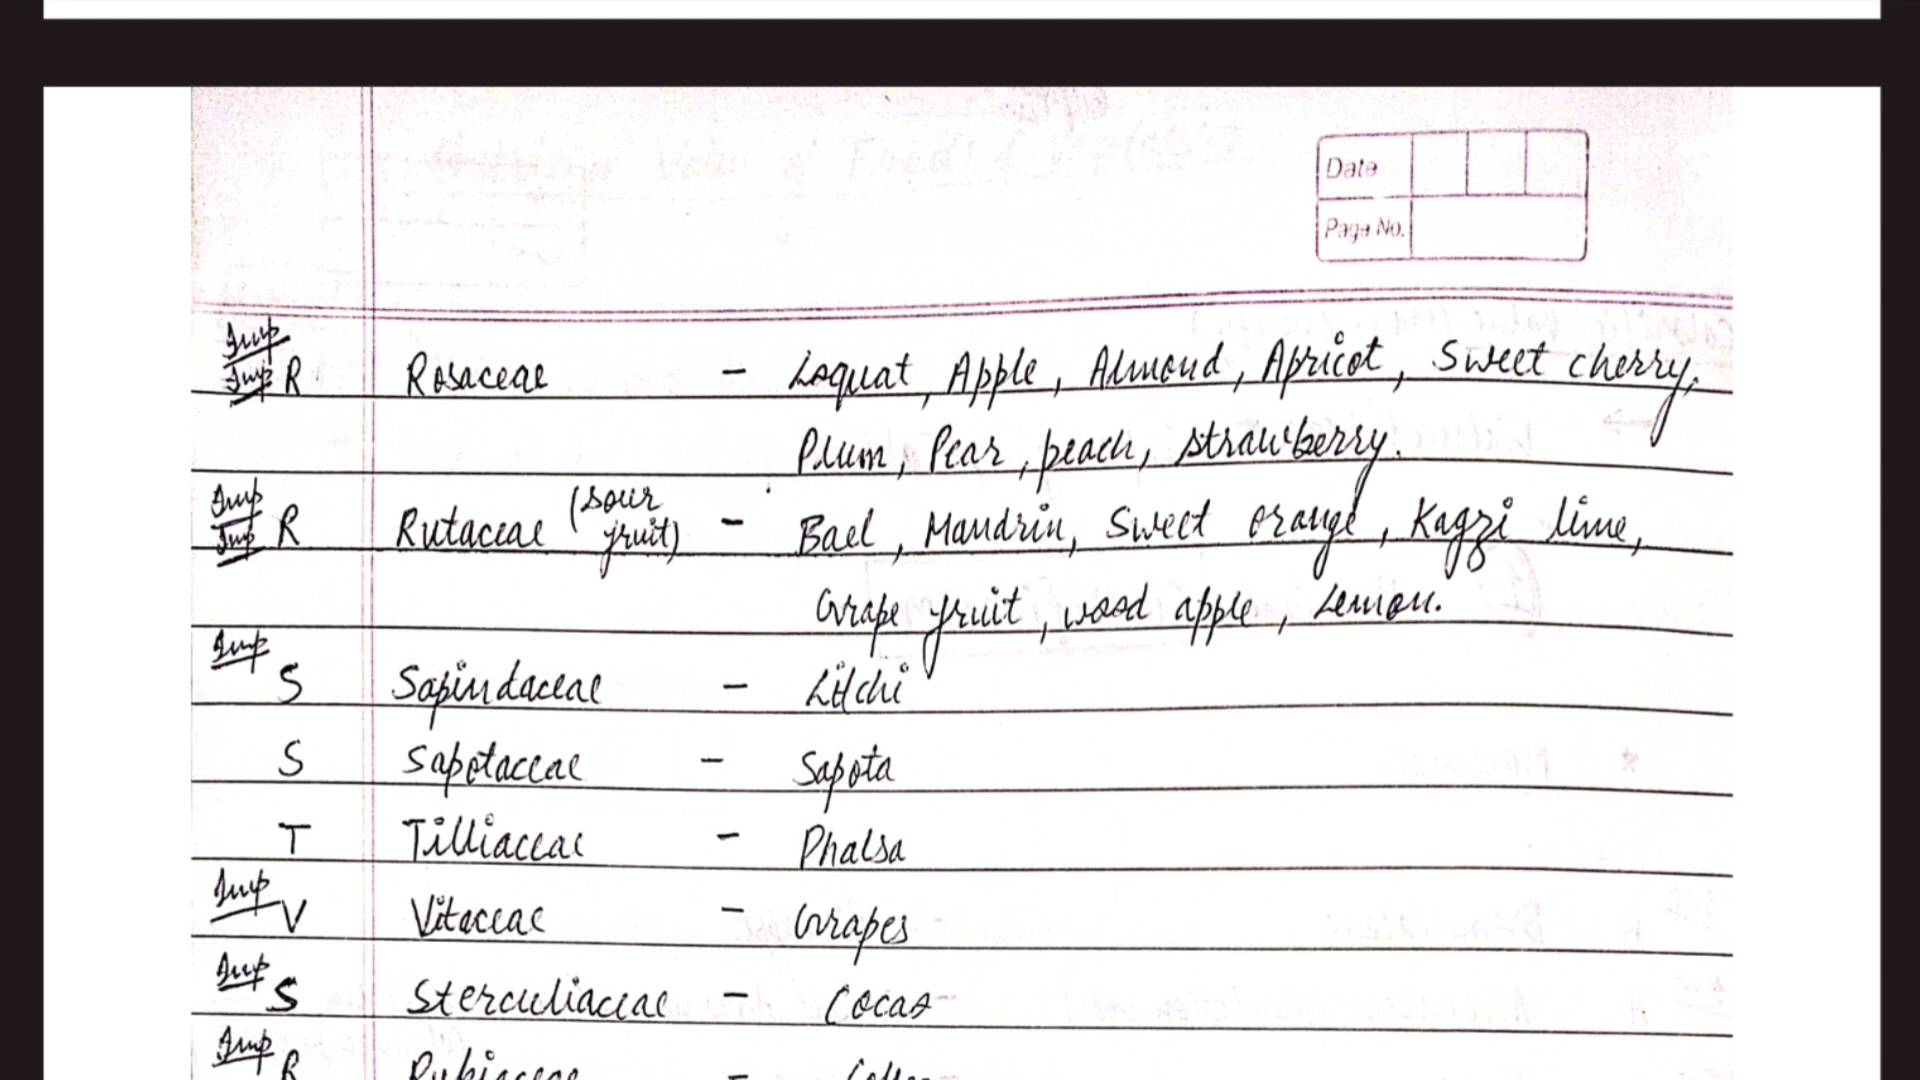 Date
Page No.
Imp
Imp R Rosaceae - Loquat, Apple, Almond, Apricot, Sweet cherry,
Plum, Pear, peach, strawberry.
Imp
Imp R Rutaceae (sour fruit) - Bael, Mandrin, Sweet orange, Kagzi lime,
Grape fruit, wood apple, Lemon.
Imp
S Sapindaceae - Litchi
S Sapotaceae - Sapota
T Tilliaceae - Phalsa
Imp V Vitaceae - Grapes
Imp S Sterculiaceae - Cocao
Imp R Rubiaceae -